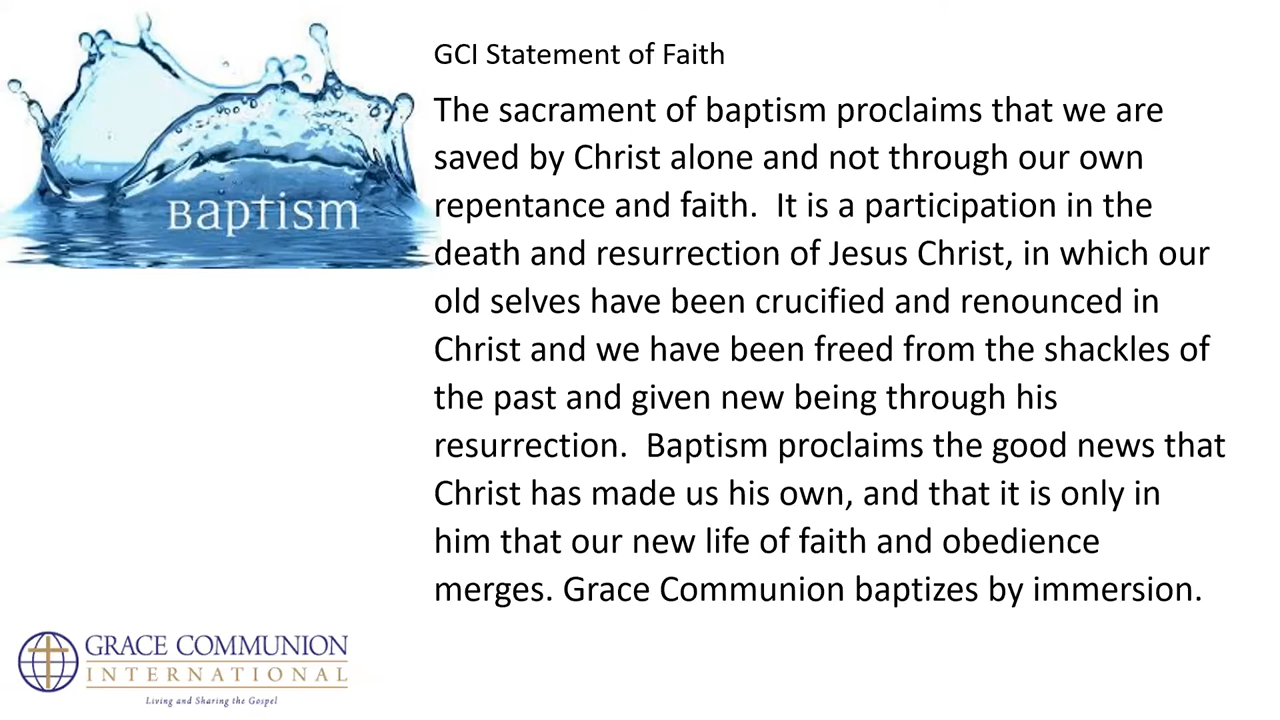 Baptism
GCI Statement of Faith
The sacrament of baptism proclaims that we are
saved by Christ alone and not through our own
repentance and faith.  It is a participation in the
death and resurrection of Jesus Christ, in which our
old selves have been crucified and renounced in
Christ and we have been freed from the shackles of
the past and given new being through his
resurrection.  Baptism proclaims the good news that
Christ has made us his own, and that it is only in
him that our new life of faith and obedience
merges. Grace Communion baptizes by immersion.
GRACE COMMUNION
INTERNATIONAL
Living and Sharing the Gospel